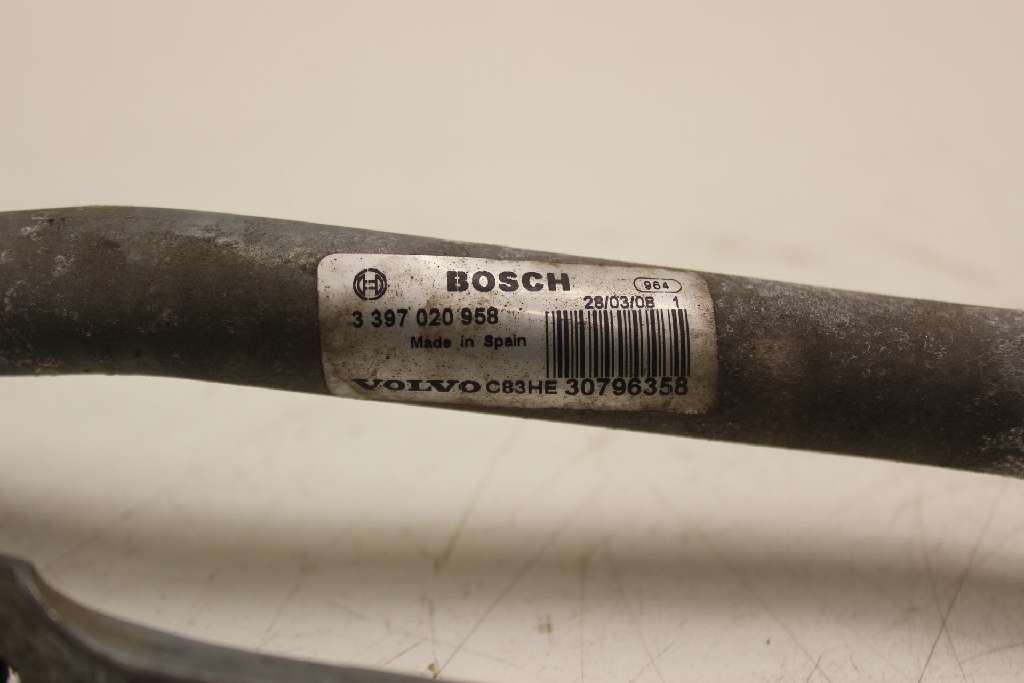 BOSCH 964
28/03/08 1
3 397 020 958
Made in Spain
VOLVO C83HE 30796358